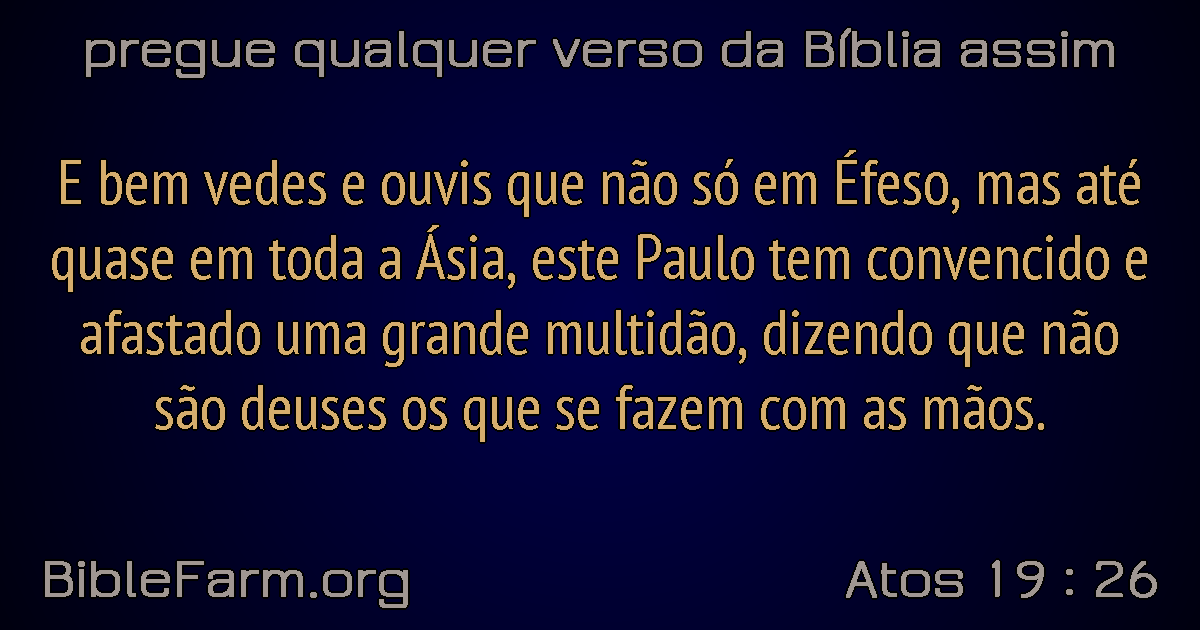 pregue qualquer verso da Bíblia assim
E bem vedes e ouvis que não só em Éfeso, mas até
quase em toda a Ásia, este Paulo tem convencido e
afastado uma grande multidão, dizendo que não
são deuses os que se fazem com as mãos.
BibleFarm.org
Atos 19 : 26